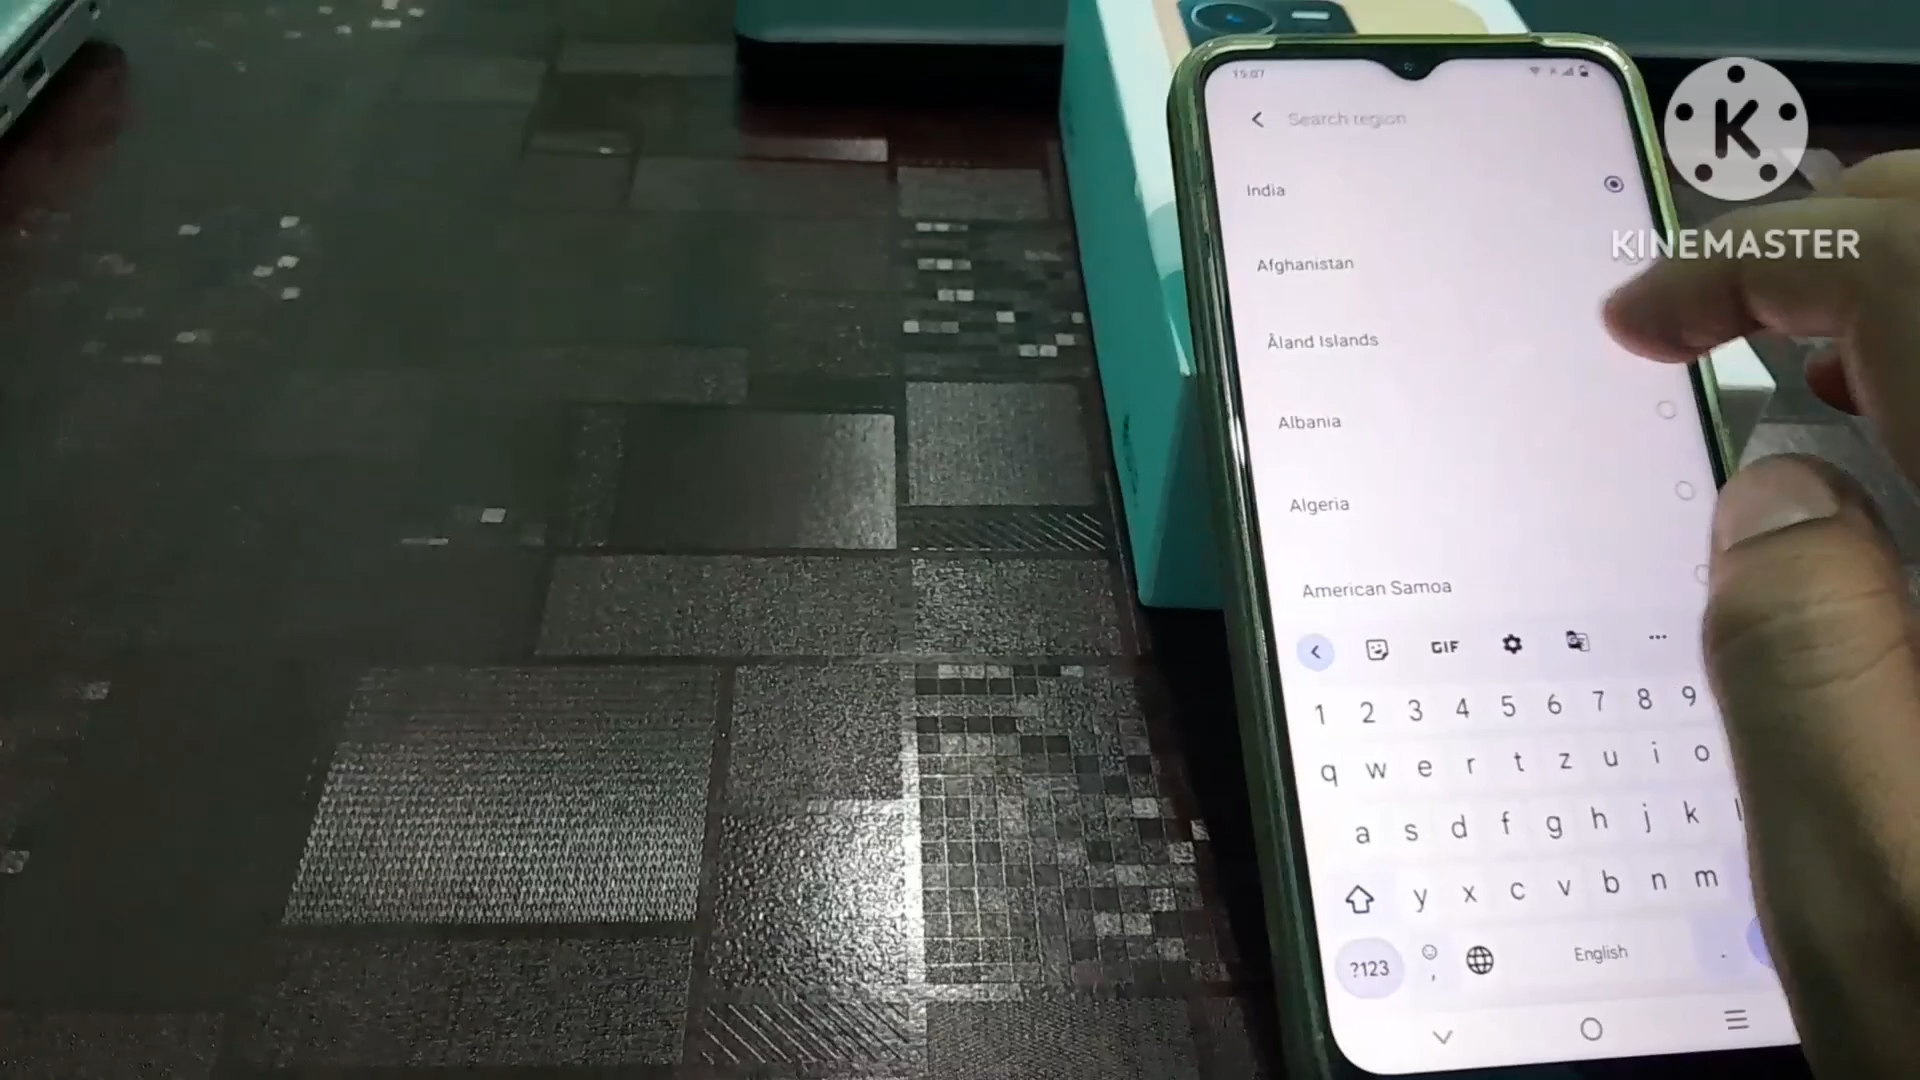 15:07
Search region
India
Afghanistan
Åland Islands
Albania
Algeria
American Samoa
GIF
1 2 3 4 5 6 7 8 9
q w e r t z u i o
a s d f g h j k l
y x c v b n m
?123 , English .
K
KINEMASTER